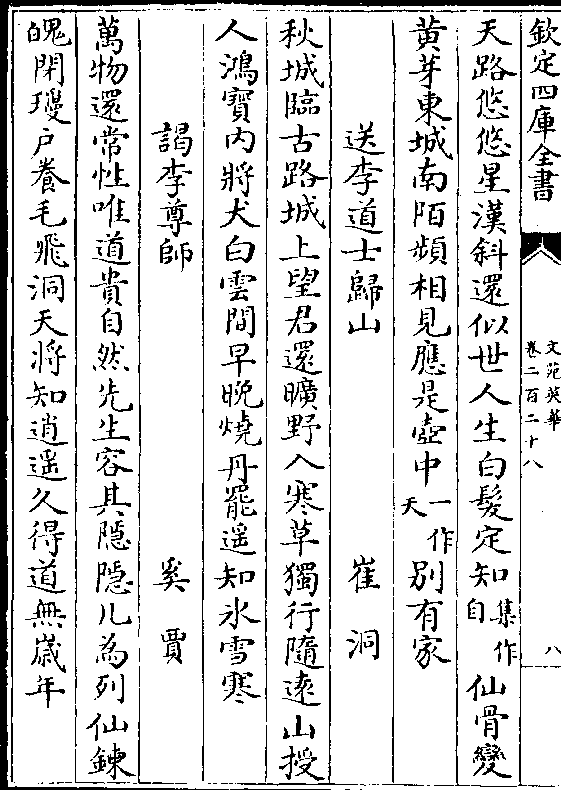 欽定四庫全書
文苑英華
卷二百二十八
八
天路悠悠星漢斜還似世人生白髮定知集作自仙骨變
黄芽東城南陌頻相見應是壺中一作天別有家
送李道士歸山 崔洞
秋城臨古路城上望君還曠野入寒草獨行隨遠山授
人鴻寶内將犬白雲間早晩燒丹罷遥知氷雪寒
謁李尊師 奚賈
萬物還常性唯道貴自然先生容其隱隱几為列仙鍊
魄閉瓊户養毛飛洞天將知逍遥久得道無嵗年